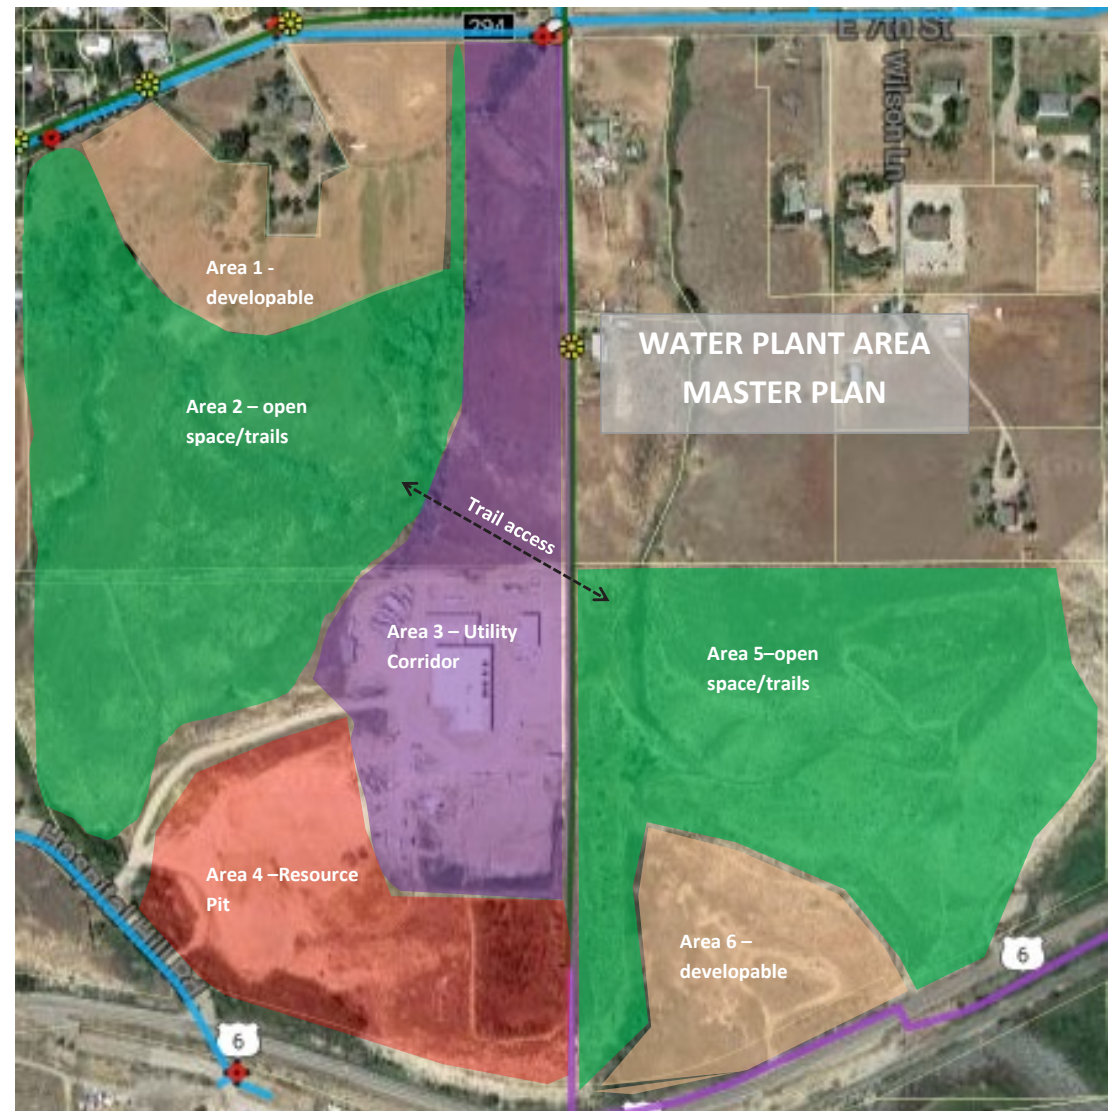 294
E 7th St
Wilson Ln
Area 1 -
developable
WATER PLANT AREA
MASTER PLAN
Area 2 – open
space/trails
Trail access
Area 3 – Utility
Corridor
Area 5–open
space/trails
Area 4 –Resource
Pit
Area 6 –
developable
6
6